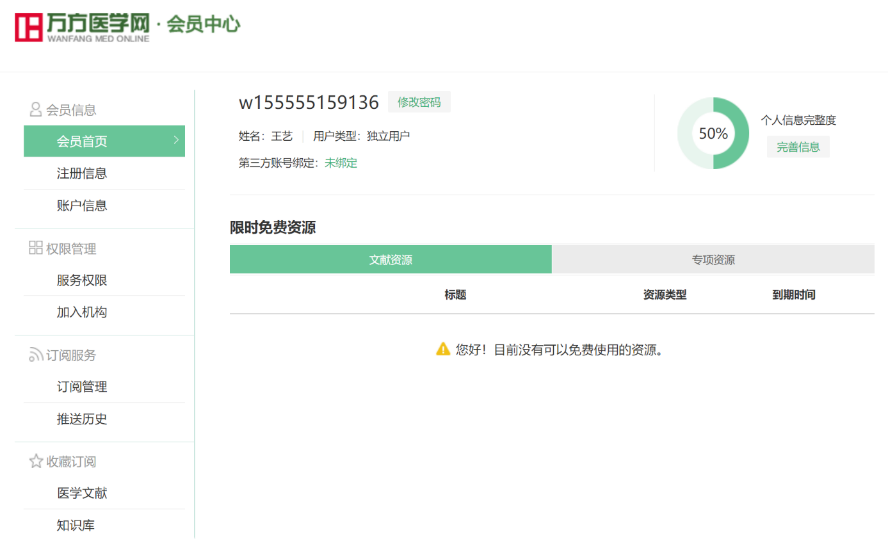 万方医学网·会员中心
WANFANG MED ONLINE
会员信息
会员首页
注册信息
账户信息
权限管理
服务权限
加入机构
订阅服务
订阅管理
推送历史
收藏订阅
医学文献
知识库
w155555159136 修改密码
姓名：王艺 用户类型：独立用户
第三方账号绑定：未绑定
50%
个人信息完整度
完善信息
限时免费资源
文献资源 专项资源
标题 资源类型 到期时间
您好！目前没有可以免费使用的资源。